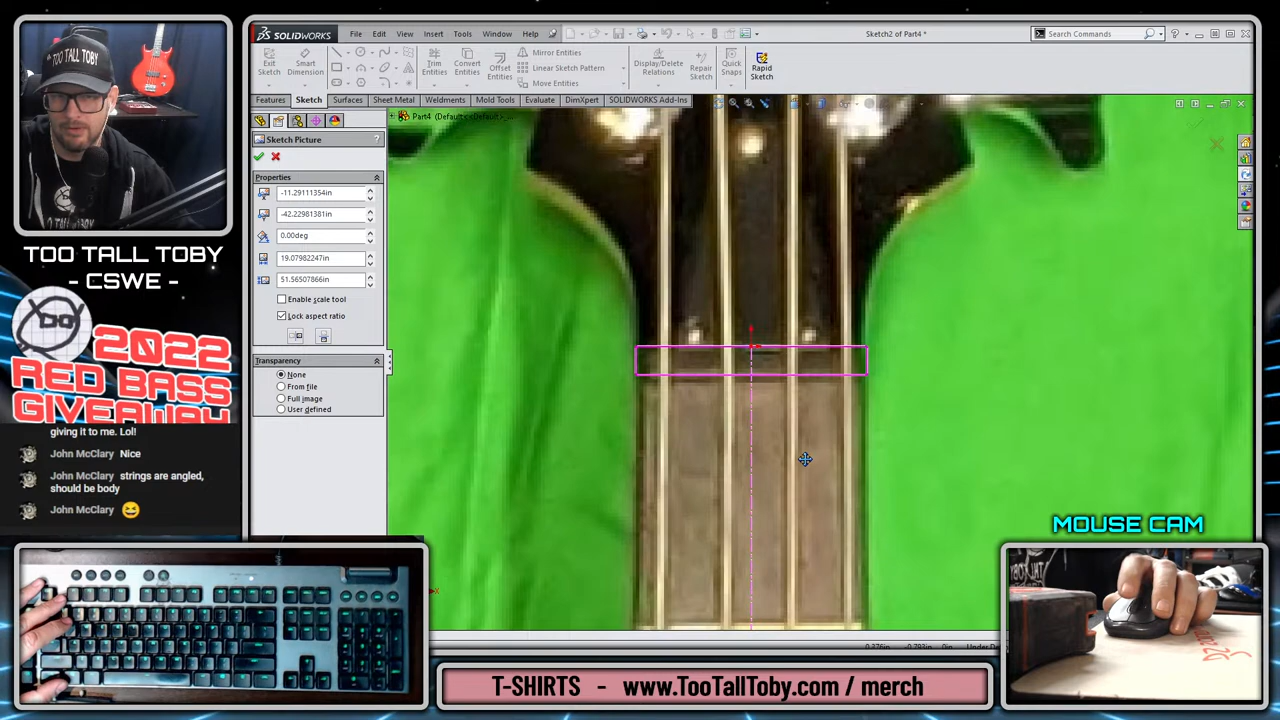 SOLIDWORKS
File
Edit
View
Insert
Tools
Window
Help
Sketch2 of Part4 *
Search Commands
Exit Sketch
Smart Dimension
Trim Entities
Convert Entities
Offset Entities
Mirror Entities
Linear Sketch Pattern
Move Entities
Display/Delete Relations
Repair Sketch
Quick Snaps
Rapid Sketch
Features
Sketch
Surfaces
Sheet Metal
Weldments
Mold Tools
Evaluate
DimXpert
SOLIDWORKS Add-Ins
Part4 (Default<<Default>_...
Sketch Picture
?
Properties
-11.29111354in
-42.22981381in
0.00deg
19.07982247in
51.56507866in
Enable scale tool
Lock aspect ratio
Transparency
None
From file
Full image
User defined
TOO TALL TOBY
TOO TALL TOBY
- CSWE -
2022
RED BASS
GIVEAWAY
giving it to me. Lol!
John McClary Nice
John McClary strings are angled,
should be body
John McClary 😆
MOUSE CAM
T-SHIRTS - www.TooTallToby.com / merch